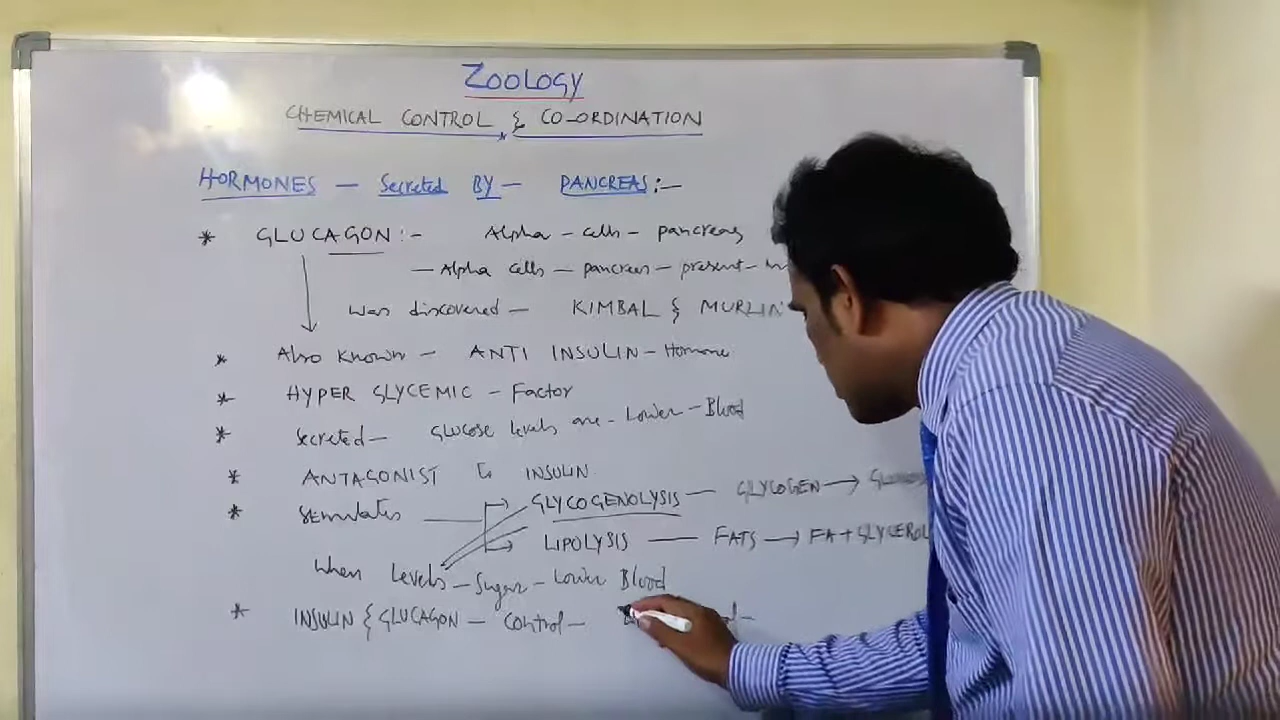 ZOOLOGY
CHEMICAL CONTROL & CO-ORDINATION
HORMONES — Secreted BY — PANCREAS:—
* GLUCAGON:- Alpha - cells - pancreas
— Alpha cells — pancreas — present -
Was discovered — KIMBAL & MURLIN
* Also Known — ANTI INSULIN - Hormone
* HYPER GLYCEMIC - Factor
* Secreted — Glucose levels are - Lower - Blood
* ANTAGONIST to INSULIN
* Stimulates → GLYCOGENOLYSIS — GLYCOGEN →
→ LIPOLYSIS — FATS → FA + GLYCEROL
When Levels - Sugar - Lower Blood
* INSULIN & GLUCAGON — Control —